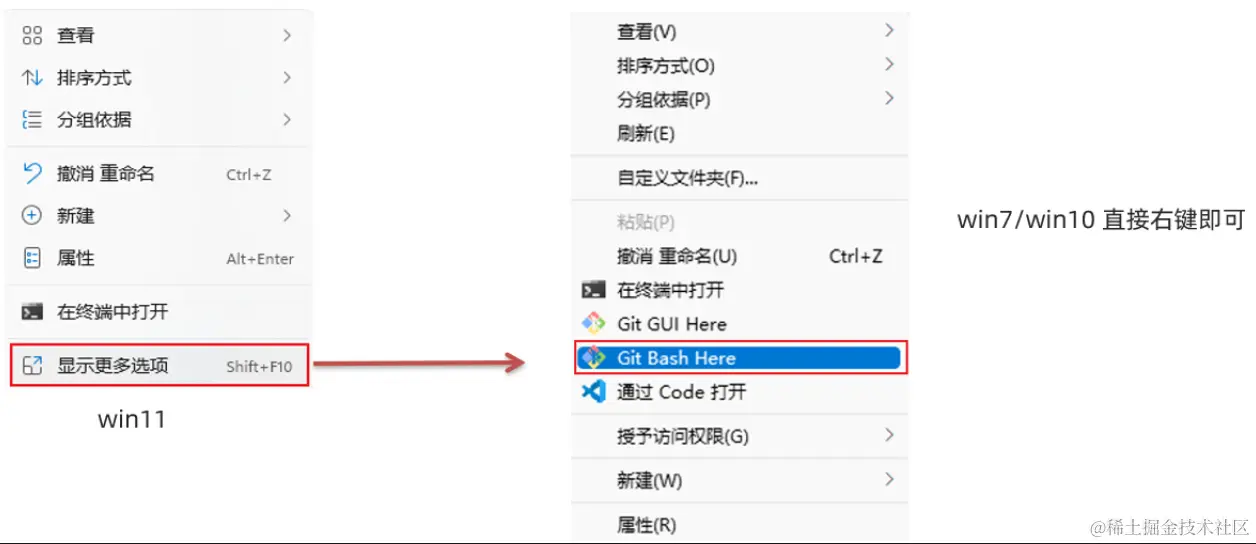 查看
排序方式
分组依据
撤消 重命名 Ctrl+Z
新建
属性 Alt+Enter
在终端中打开
显示更多选项 Shift+F10
win11
查看(V)
排序方式(O)
分组依据(P)
刷新(E)
自定义文件夹(F)...
粘贴(P)
撤消 重命名(U) Ctrl+Z
在终端中打开
Git GUI Here
Git Bash Here
通过 Code 打开
授予访问权限(G)
新建(W)
属性(R)
win7/win10 直接右键即可
@稀土掘金技术社区